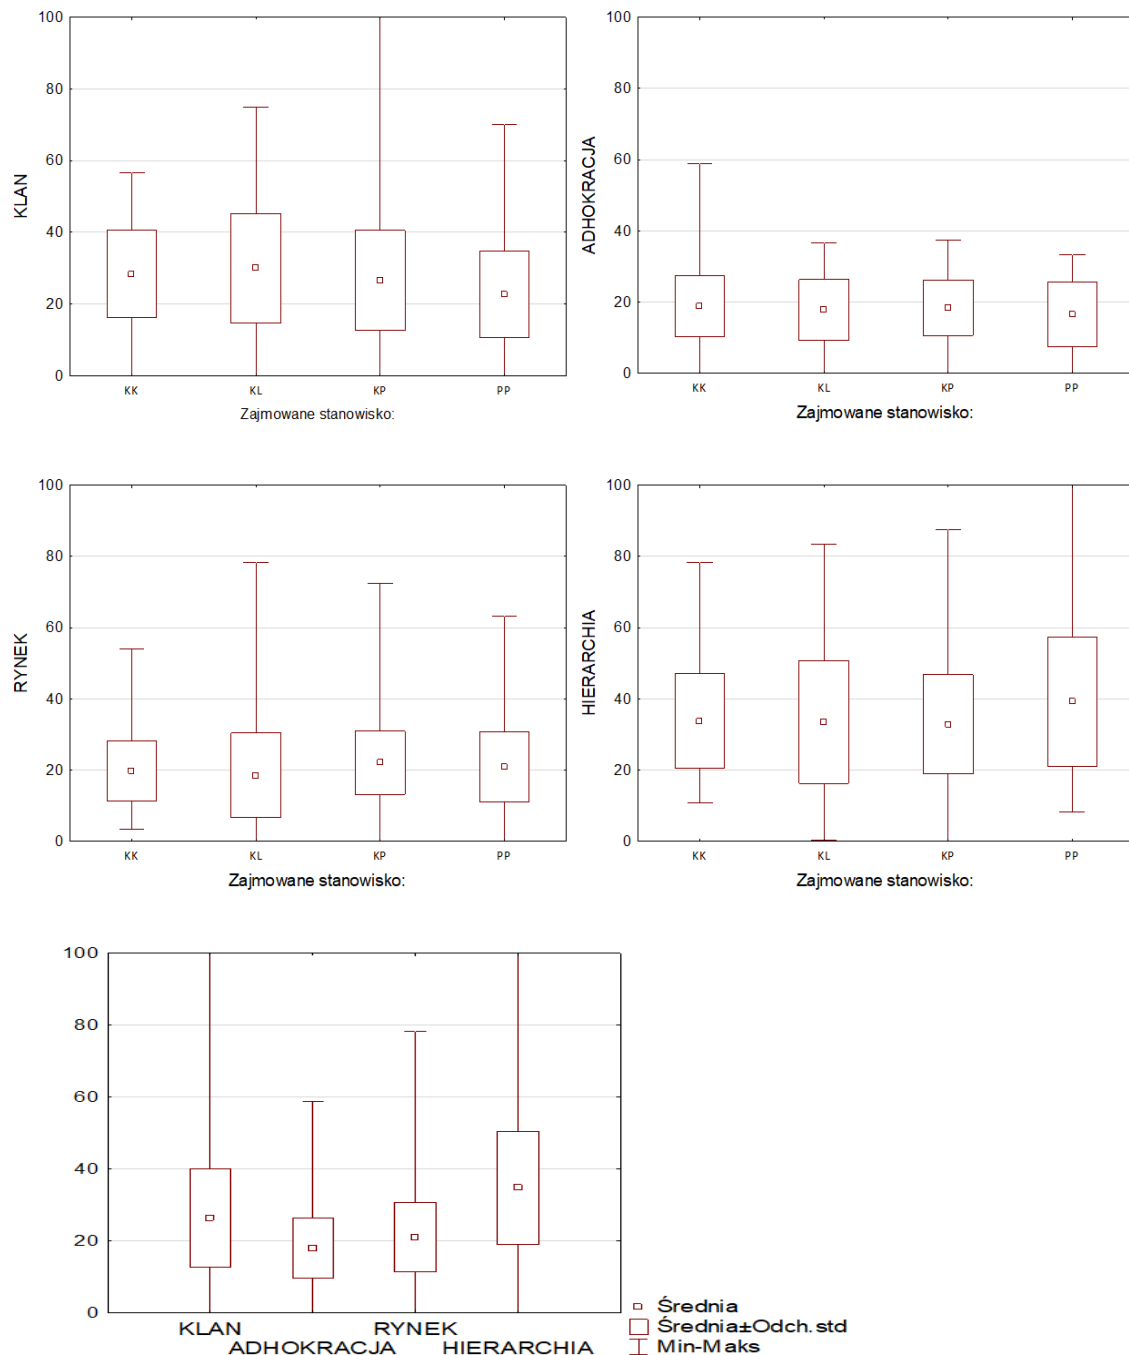 100
80
60
40
20
0
KLAN
KK KL KP PP
Zajmowane stanowisko:
100
80
60
40
20
0
ADHOKRACJA
KK KL KP PP
Zajmowane stanowisko:
100
80
60
40
20
0
RYNEK
KK KL KP PP
Zajmowane stanowisko:
100
80
60
40
20
0
HIERARCHIA
KK KL KP PP
Zajmowane stanowisko:
100
80
60
40
20
0
KLAN RYNEK
ADHOKRACJA HIERARCHIA
Średnia
Średnia±Odch.std
Min-Maks